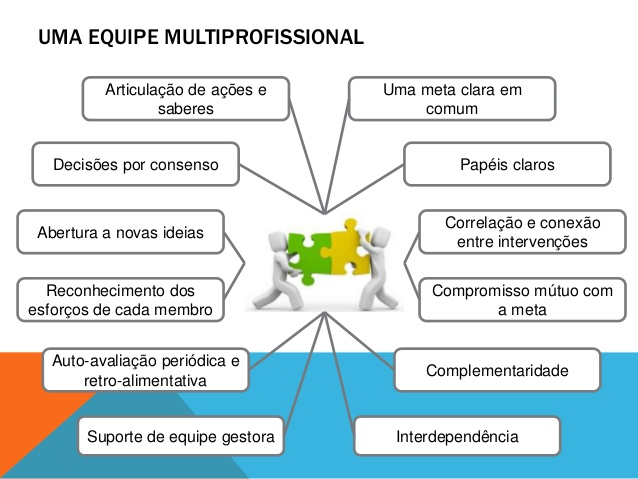 UMA EQUIPE MULTIPROFISSIONAL
Articulação de ações e
saberes
Uma meta clara em
comum
Decisões por consenso
Papéis claros
Abertura a novas ideias
Correlação e conexão
entre intervenções
Reconhecimento dos
esforços de cada membro
Compromisso mútuo com
a meta
Auto-avaliação periódica e
retro-alimentativa
Complementaridade
Suporte de equipe gestora
Interdependência